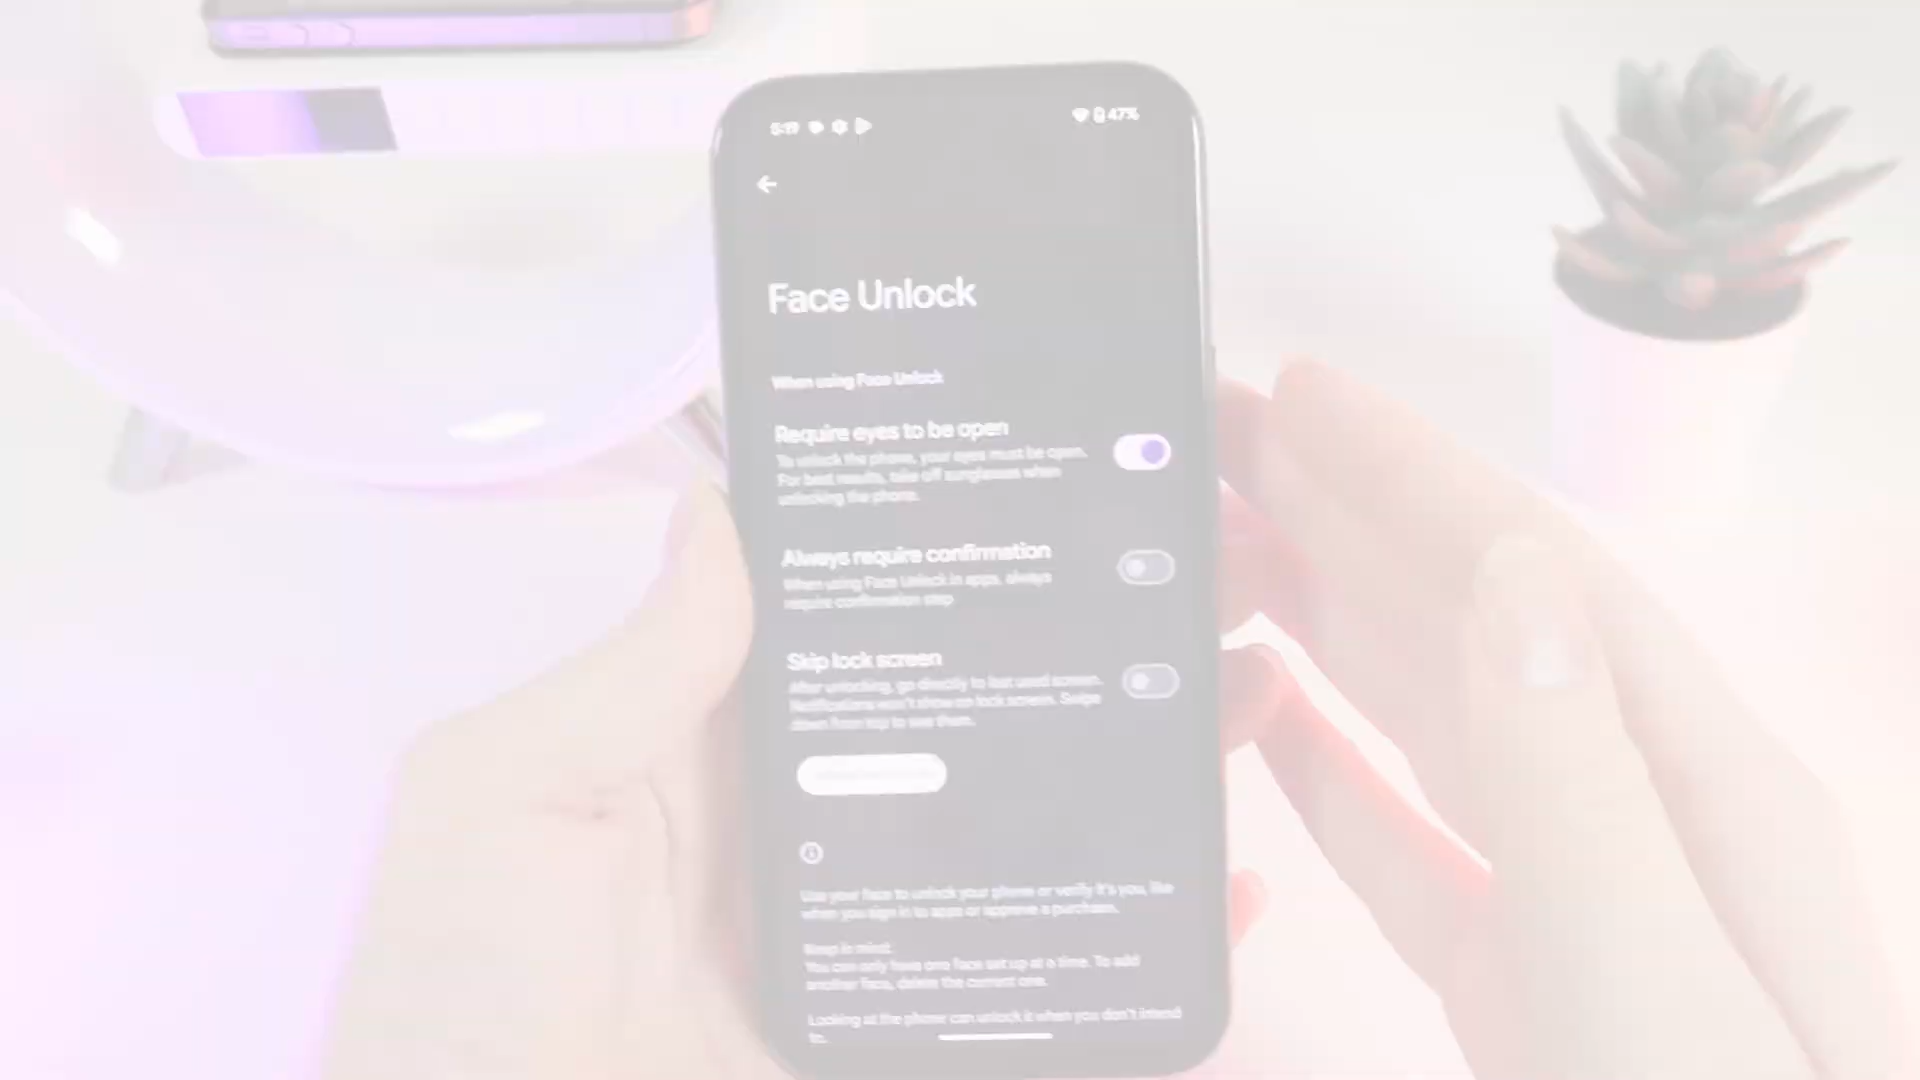 5:19 47%
Face Unlock
When using Face Unlock
Require eyes to be open
To unlock the phone, your eyes must be open.
For best results, take off sunglasses when
unlocking the phone.
Always require confirmation
When using Face Unlock in apps, always
require confirmation step
Skip lock screen
After unlocking, go directly to last used screen.
Notifications won't show on lock screen. Swipe
down from top to see them.
Use your face to unlock your phone or verify it's you, like
when you sign in to apps or approve a purchase.
Keep in mind:
You can only have one face set up at a time. To add
another face, delete the current one.
Looking at the phone can unlock it when you don't intend
to.